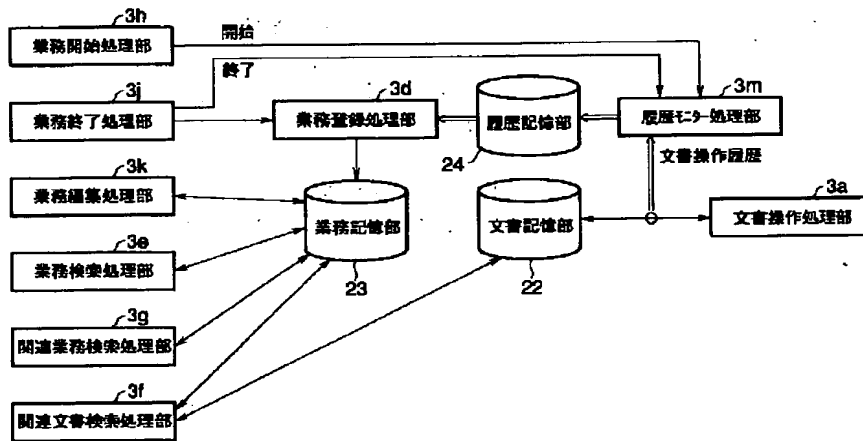 3h
業務開始処理部
開始
3j
業務終了処理部
終了
3d
業務登録処理部
履歴記憶部
24
3m
履歴モニター処理部
文書操作履歴
3k
業務編集処理部
業務記憶部
23
文書記憶部
22
3a
文書操作処理部
3e
業務検索処理部
3g
関連業務検索処理部
3f
関連文書検索処理部